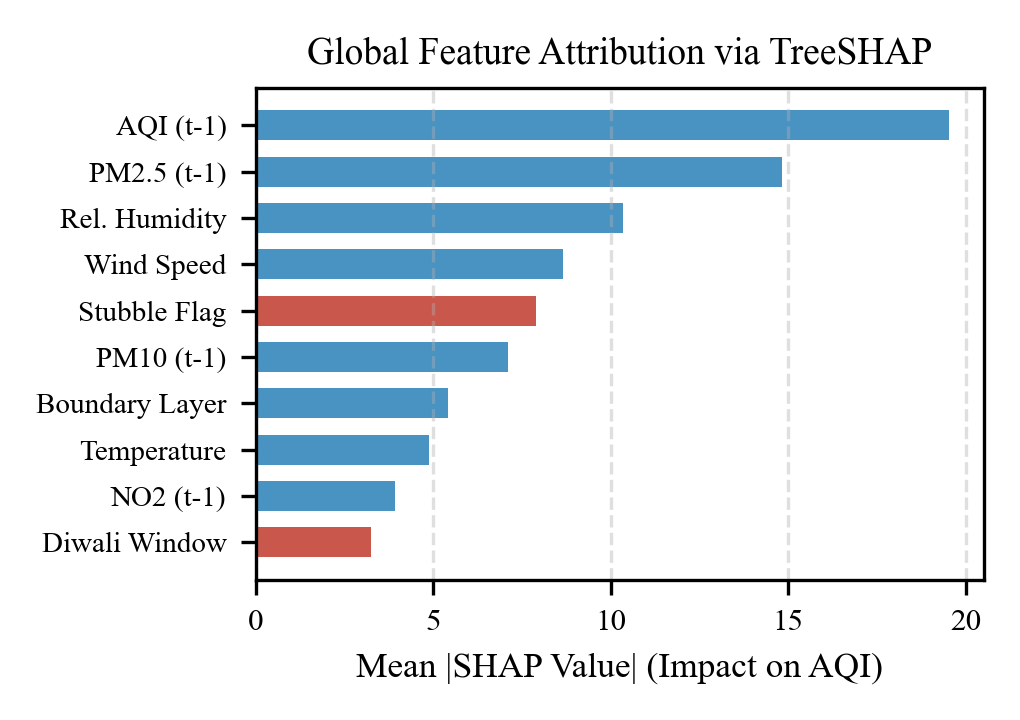 Global Feature Attribution via TreeSHAP
AQI (t-1)
PM2.5 (t-1)
Rel. Humidity
Wind Speed
Stubble Flag
PM10 (t-1)
Boundary Layer
Temperature
NO2 (t-1)
Diwali Window
0 5 10 15 20
Mean |SHAP Value| (Impact on AQI)